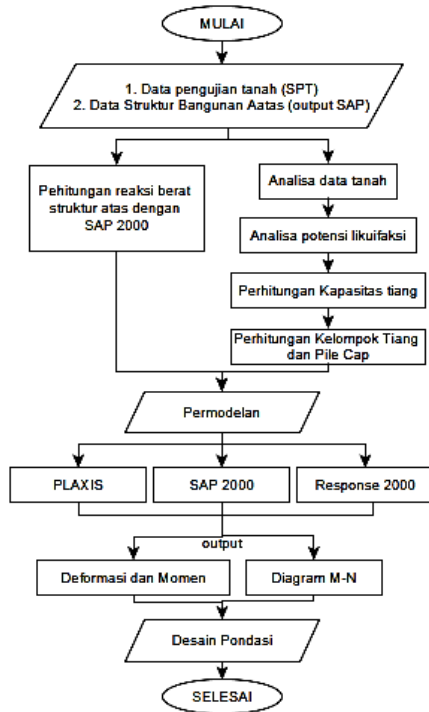 MULAI
1. Data pengujian tanah (SPT)
2. Data Struktur Bangunan Aatas (output SAP)
Pehitungan reaksi berat
struktur atas dengan
SAP 2000
Analisa data tanah
Analisa potensi likuifaksi
Perhitungan Kapasitas tiang
Perhitungan Kelompok Tiang
dan Pile Cap
Permodelan
PLAXIS
SAP 2000
Response 2000
output
Deformasi dan Momen
Diagram M-N
Desain Pondasi
SELESAI